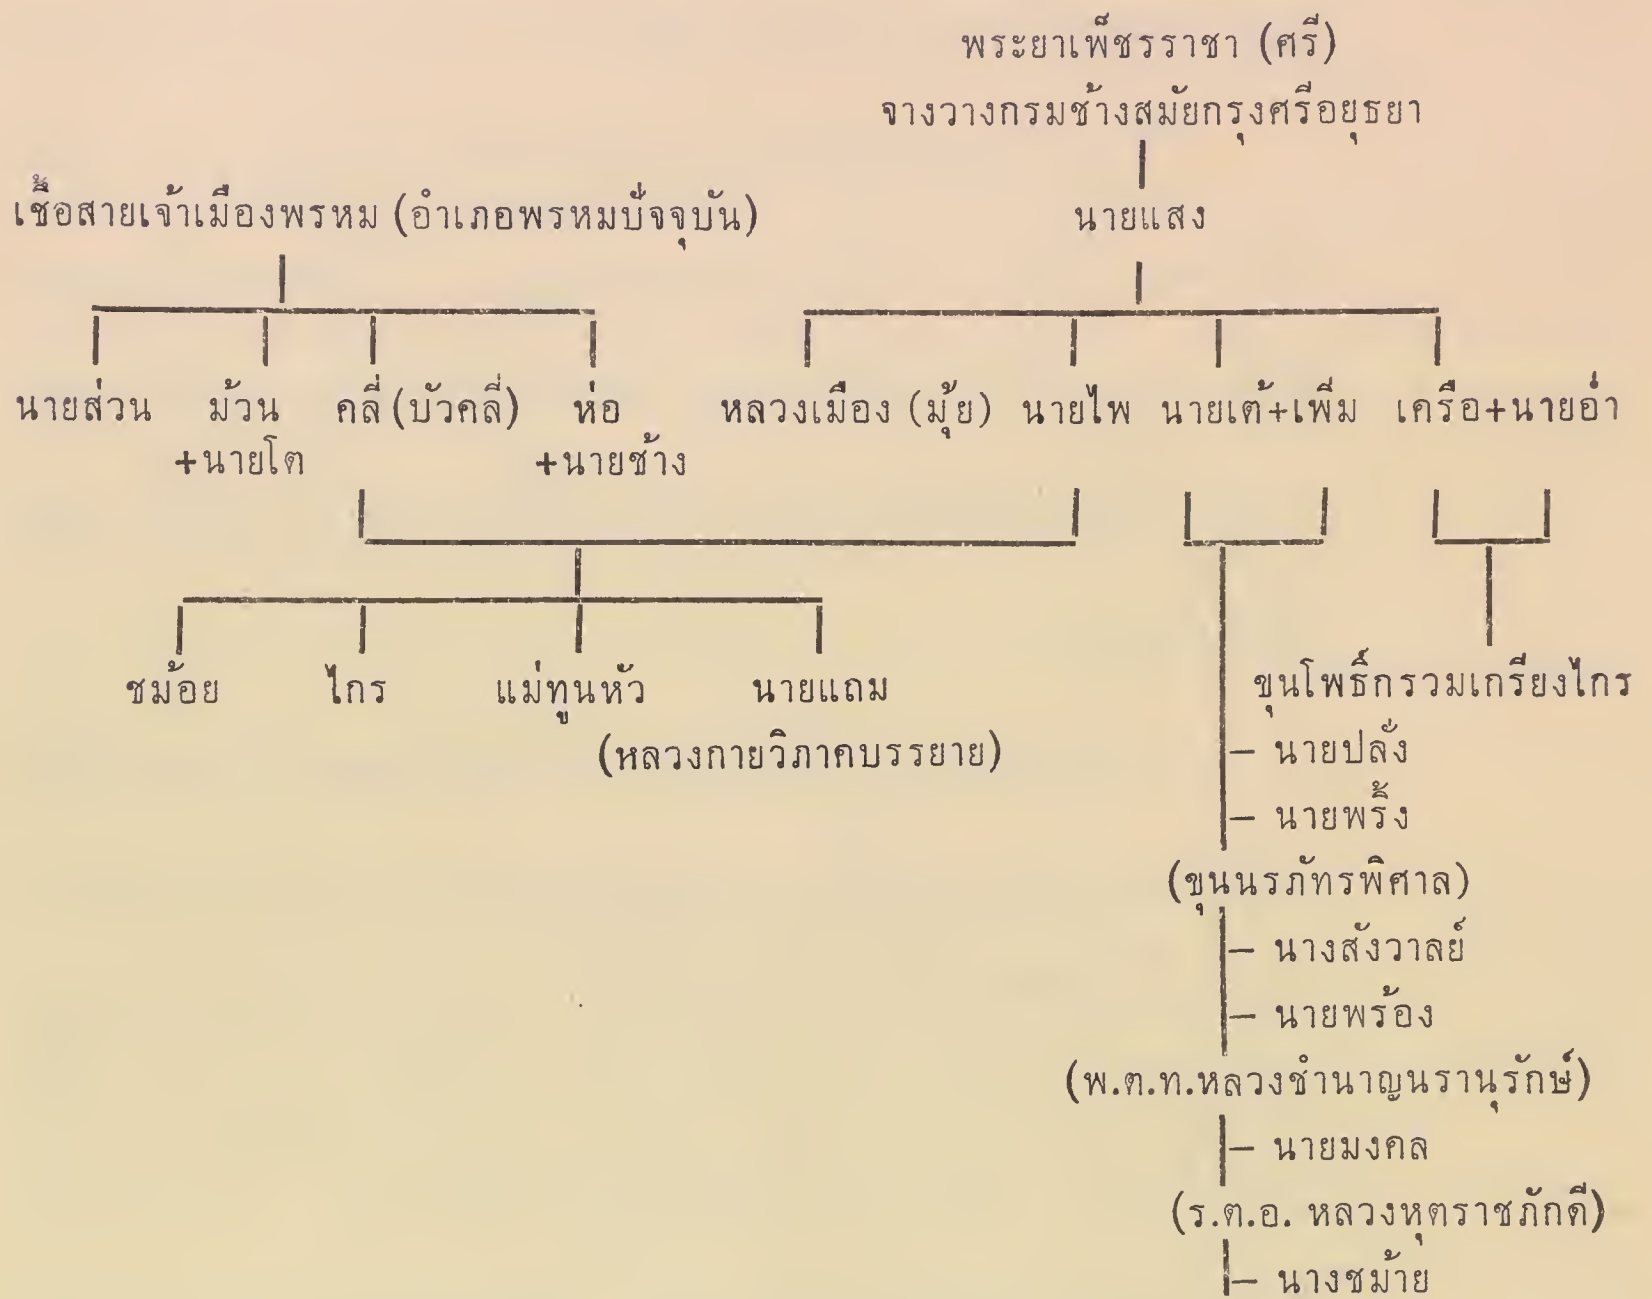 พระยาเพ็ชรราชา (ศรี)
จางวางกรมช้างสมัยกรุงศรีอยุธยา
เชื้อสายเจ้าเมืองพรหม (อำเภอพรหมปัจจุบัน)
นายแสง
นายส่วน ม้วน คลี่ (บัวคลี่) ห่อ หลวงเมือง (มุ้ย) นายไพ นายเต้+เพิ่ม เครือ+นายอ่ำ
+นายโต +นายช้าง
ชม้อย ไกร แม่ทูนหัว นายแถม ขุนโพธิ์กรวมเกรียงไกร
(หลวงกายวิภาคบรรยาย) – นายปลั่ง
– นายพริ้ง
(ขุนนรภัทรพิศาล)
– นางสังวาลย์
– นายพร้อง
(พ.ต.ท.หลวงชำนาญนรานุรักษ์)
– นายมงคล
(ร.ต.อ. หลวงหุตราชภักดี)
– นางชม้าย